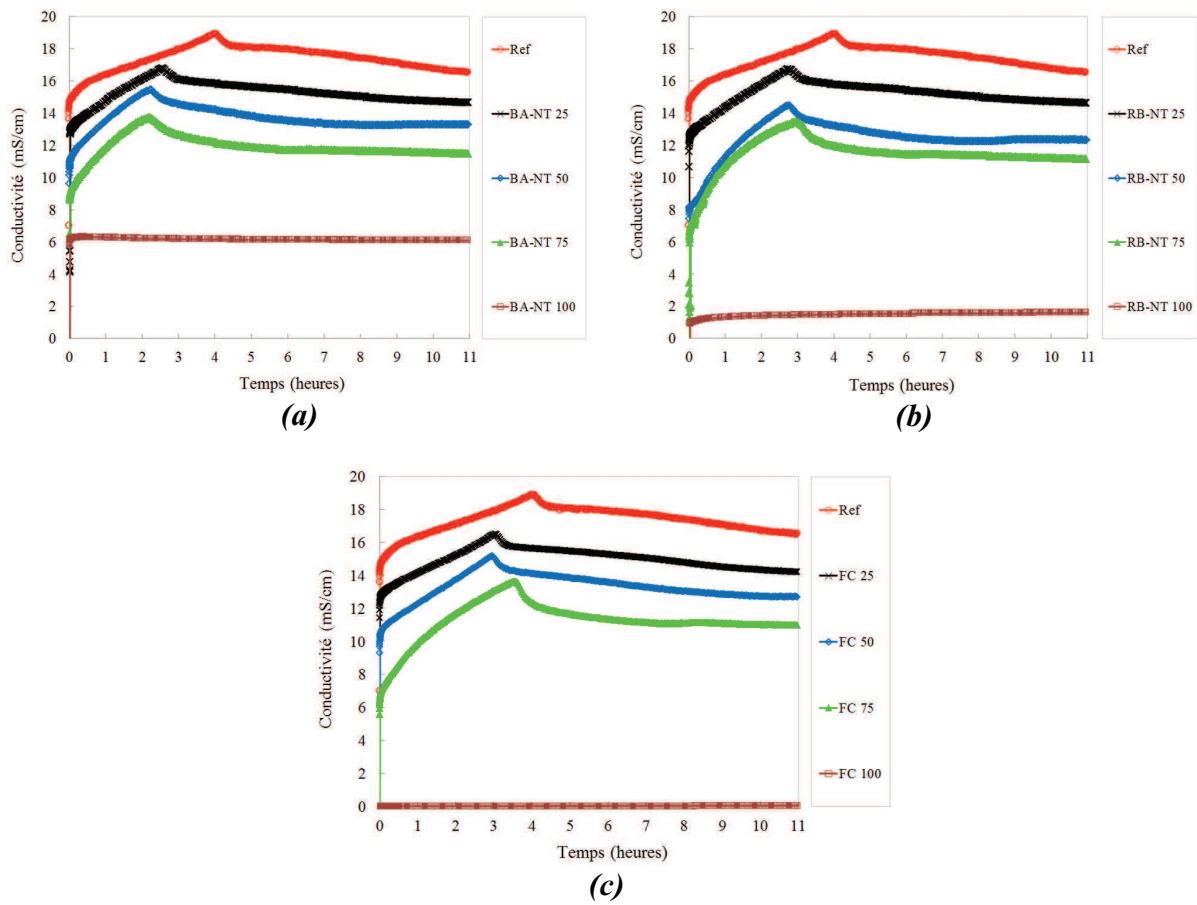 20
18
16
14
12
10
8
6
4
2
0
Conductivité (mS/cm)
0 1 2 3 4 5 6 7 8 9 10 11
Temps (heures)
Ref
BA-NT 25
BA-NT 50
BA-NT 75
BA-NT 100
(a)
20
18
16
14
12
10
8
6
4
2
0
Conductivité (mS/cm)
0 1 2 3 4 5 6 7 8 9 10 11
Temps (heures)
Ref
RB-NT 25
RB-NT 50
RB-NT 75
RB-NT 100
(b)
20
18
16
14
12
10
8
6
4
2
0
Conductivité (mS/cm)
0 1 2 3 4 5 6 7 8 9 10 11
Temps (heures)
Ref
FC 25
FC 50
FC 75
FC 100
(c)